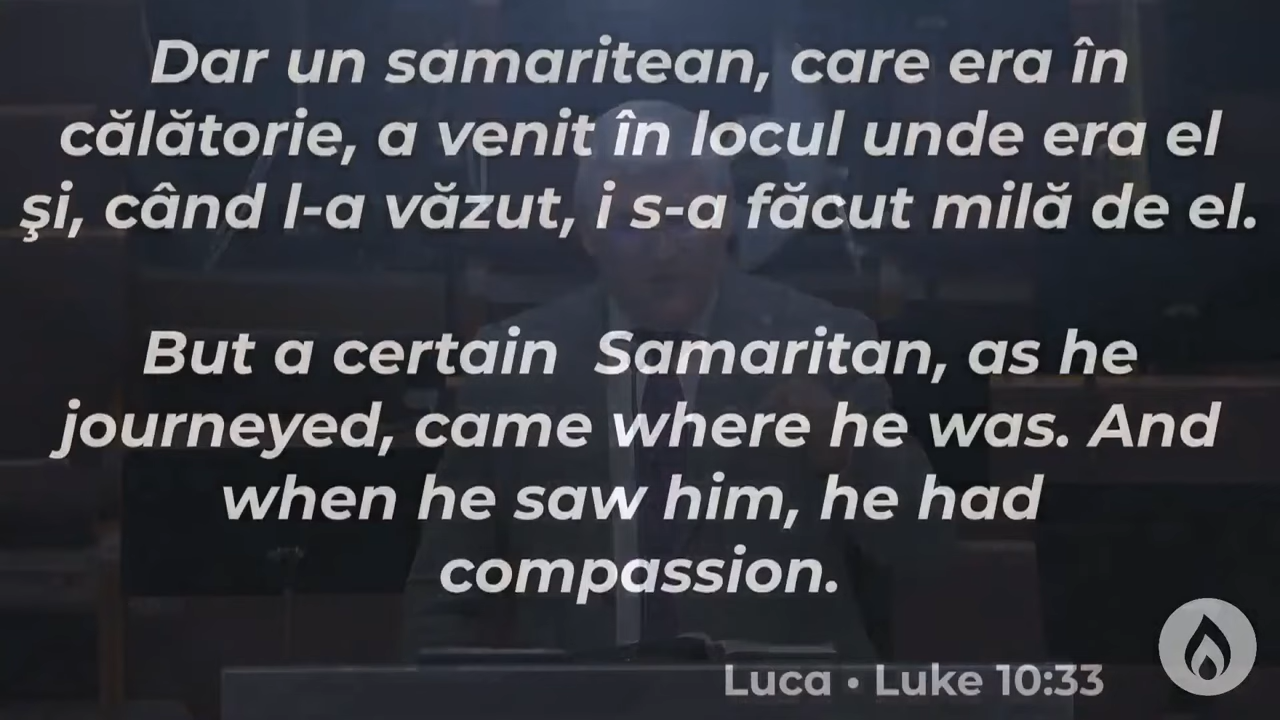 Dar un samaritean, care era în
călătorie, a venit în locul unde era el
şi, când l-a văzut, i s-a făcut milă de el.
But a certain Samaritan, as he
journeyed, came where he was. And
when he saw him, he had
compassion.
Luca • Luke 10:33